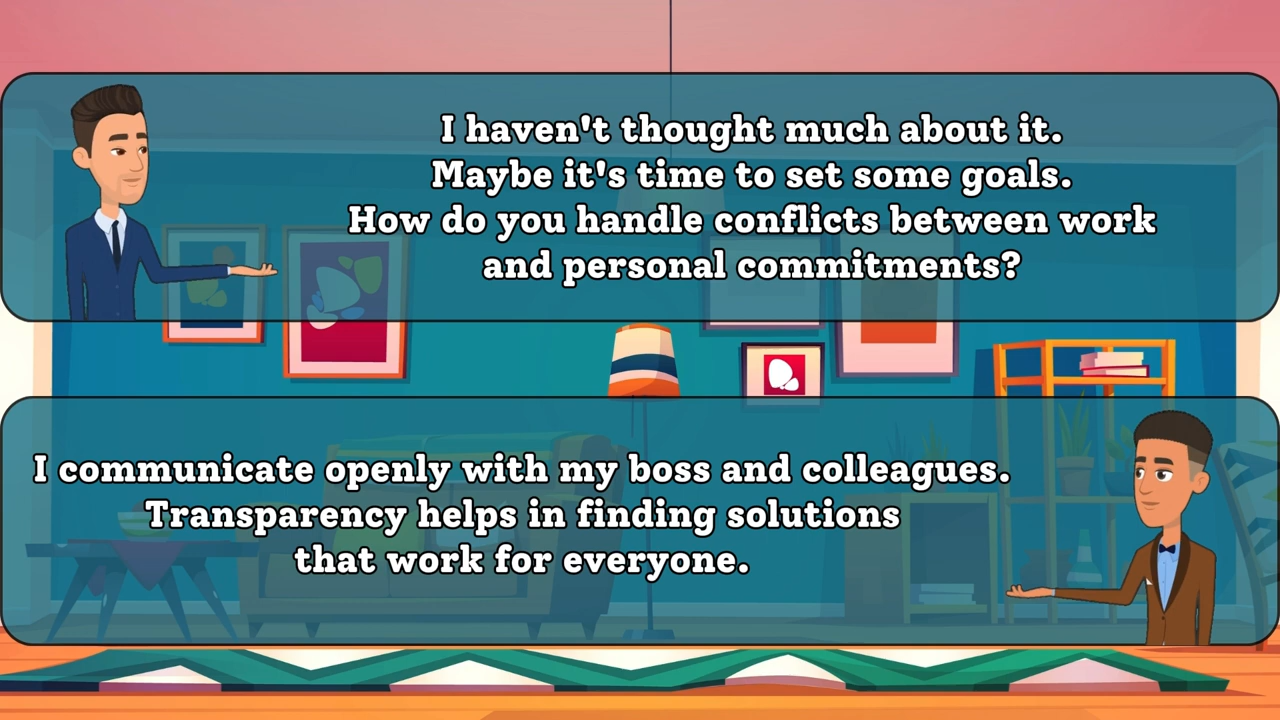 I haven't thought much about it.
Maybe it's time to set some goals.
How do you handle conflicts between work
and personal commitments?
I communicate openly with my boss and colleagues.
Transparency helps in finding solutions
that work for everyone.